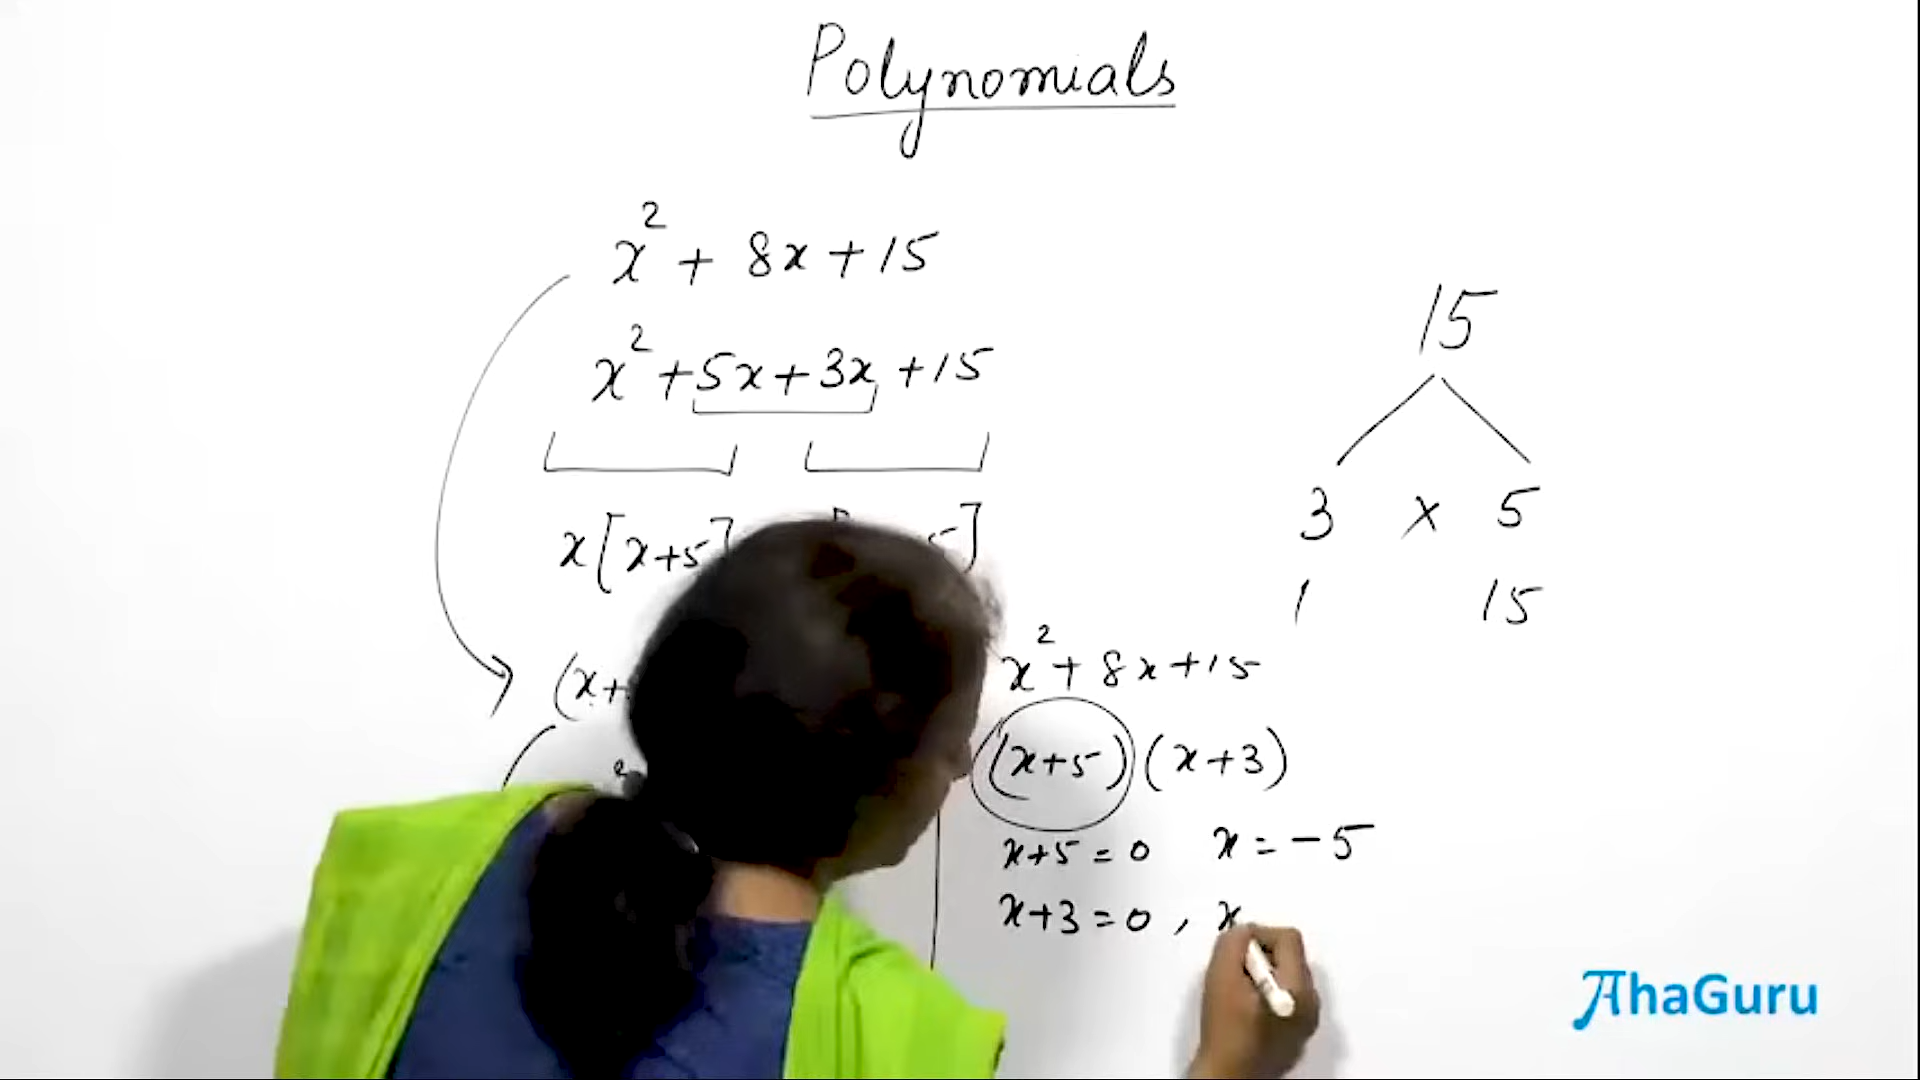 Polynomials
x² + 8x + 15
x² + 5x + 3x + 15
x[x+5] ]
(x+
15
3 x 5
1 15
x² + 8x + 15
(x+5)(x+3)
x+5 = 0 x = -5
x+3 = 0 , x
AhaGuru